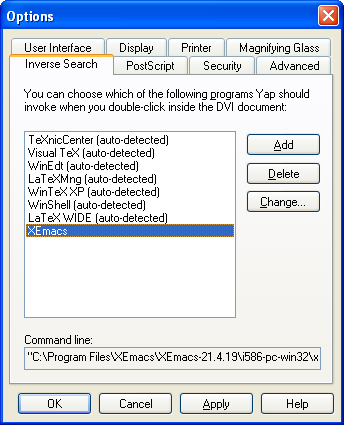 Options
User Interface Display Printer Magnifying Glass
Inverse Search PostScript Security Advanced
You can choose which of the following programs Yap should
invoke when you double-click inside the DVI document:
TeXnicCenter (auto-detected)
Visual TeX (auto-detected)
WinEdt (auto-detected)
LaTeXMng (auto-detected)
WinTeX XP (auto-detected)
WinShell (auto-detected)
LaTeX WIDE (auto-detected)
XEmacs
Add
Delete
Change...
Command line:
"C:\Program Files\XEmacs\XEmacs-21.4.19\i586-pc-win32\x
OK Cancel Apply Help